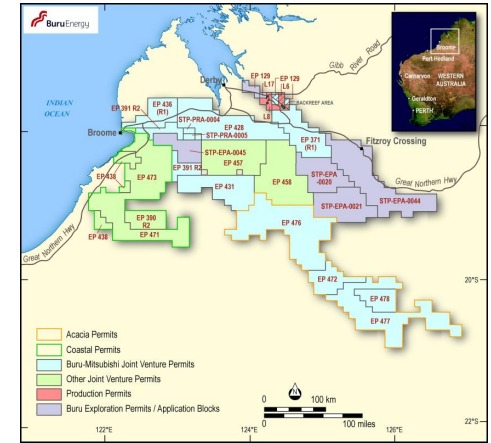 BuruEnergy
Broome
Port Hedland
Carnarvon
WESTERN
AUSTRALIA
Geraldton
PERTH
INDIAN
OCEAN
Derby
Gibb River Road
EP 129
EP 129
L17
L6
L8
BACKREEF AREA
EP 391 R2
EP 436
(R1)
STP-PRA-0004
EP 428
STP-PRA-0005
Broome
EP 371
(R1)
Fitzroy Crossing
STP-EPA-0045
EP 457
EP 391 R2
EP 438
EP 473
EP 431
EP 458
STP-EPA
-0020
Great Northern Hwy
STP-EPA-0021
STP-EPA-0044
EP 390
R2
EP 438
EP 471
EP 476
Great Northern Hwy
EP 472
EP 478
EP 477
20°S
22°S
Acacia Permits
Coastal Permits
Buru-Mitsubishi Joint Venture Permits
Other Joint Venture Permits
Production Permits
Buru Exploration Permits / Application Blocks
N
0 100 km
0 100 miles
122°E
124°E
126°E